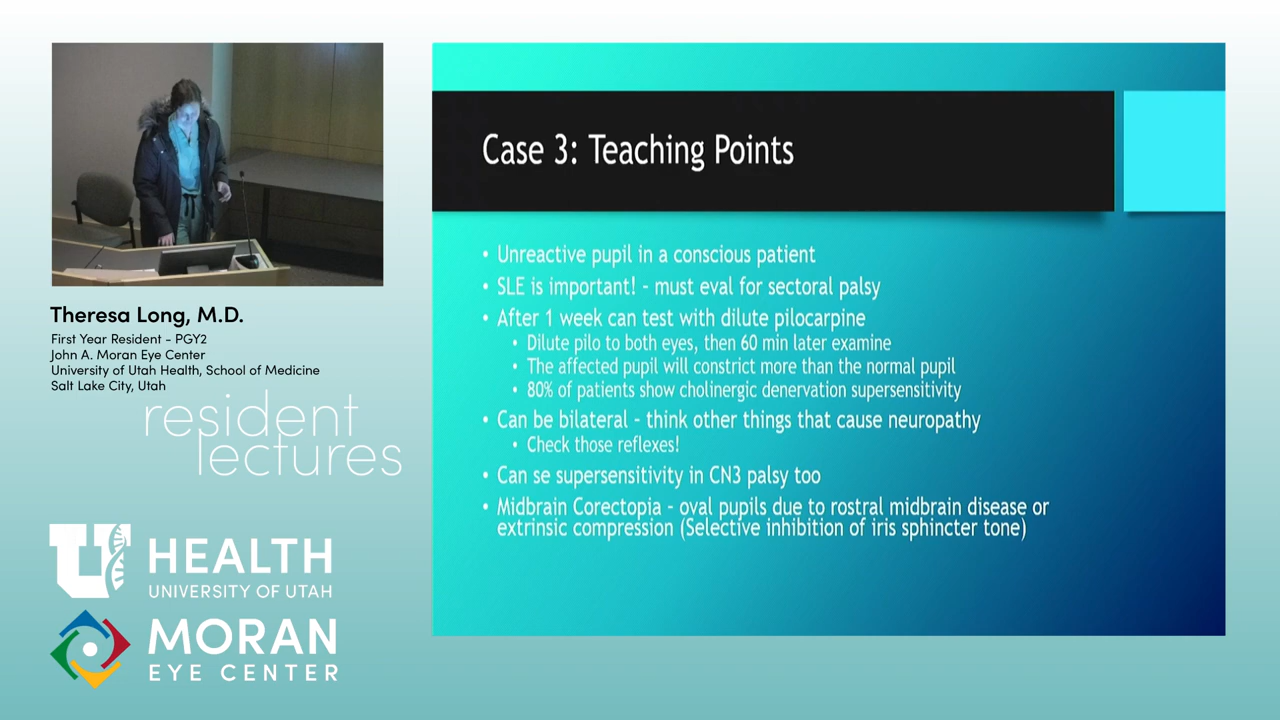 Case 3: Teaching Points
• Unreactive pupil in a conscious patient
• SLE is important! - must eval for sectoral palsy
• After 1 week can test with dilute pilocarpine
• Dilute pilo to both eyes, then 60 min later examine
• The affected pupil will constrict more than the normal pupil
• 80% of patients show cholinergic denervation supersensitivity
• Can be bilateral - think other things that cause neuropathy
• Check those reflexes!
• Can se supersensitivity in CN3 palsy too
• Midbrain Corectopia - oval pupils due to rostral midbrain disease or
extrinsic compression (Selective inhibition of iris sphincter tone)
Theresa Long, M.D.
First Year Resident - PGY2
John A. Moran Eye Center
University of Utah Health, School of Medicine
Salt Lake City, Utah
resident
lectures
U HEALTH
UNIVERSITY OF UTAH
MORAN
EYE CENTER